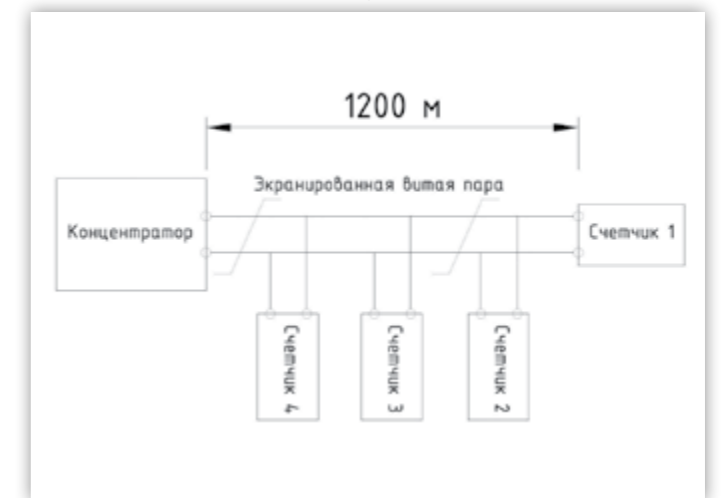 1200 м
Экранированная витая пара
Концентратор
Счетчик 1
Счетчик 4
Счетчик 3
Счетчик 2